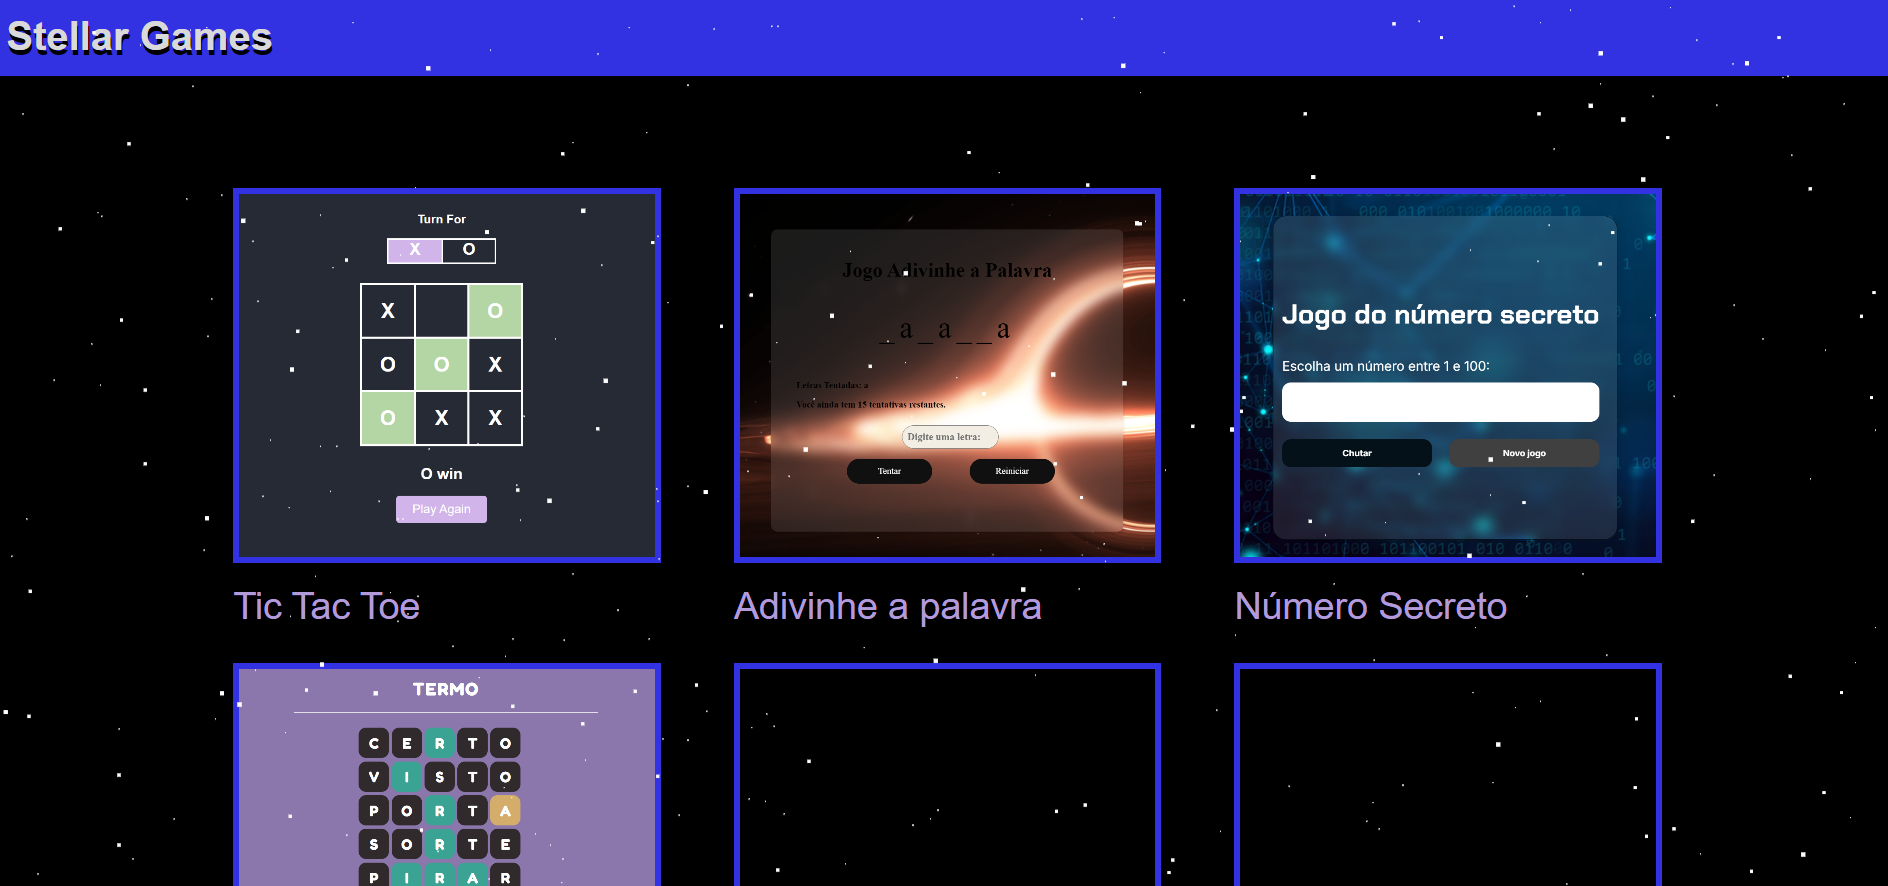 Stellar Games
Turn For
X O
X O
O O X
O X X
O win
Play Again
Tic Tac Toe
Jogo Adivinhe a Palavra
_ a _ a _ _ a
Letras Tentadas: a
Você ainda tem 15 tentativas restantes.
Digite uma letra:
Tentar Reiniciar
Adivinhe a palavra
Jogo do número secreto
Escolha um número entre 1 e 100:
Chutar Novo jogo
Número Secreto
TERMO
C E R T O
V I S T O
P O R T A
S O R T E
P I R A R